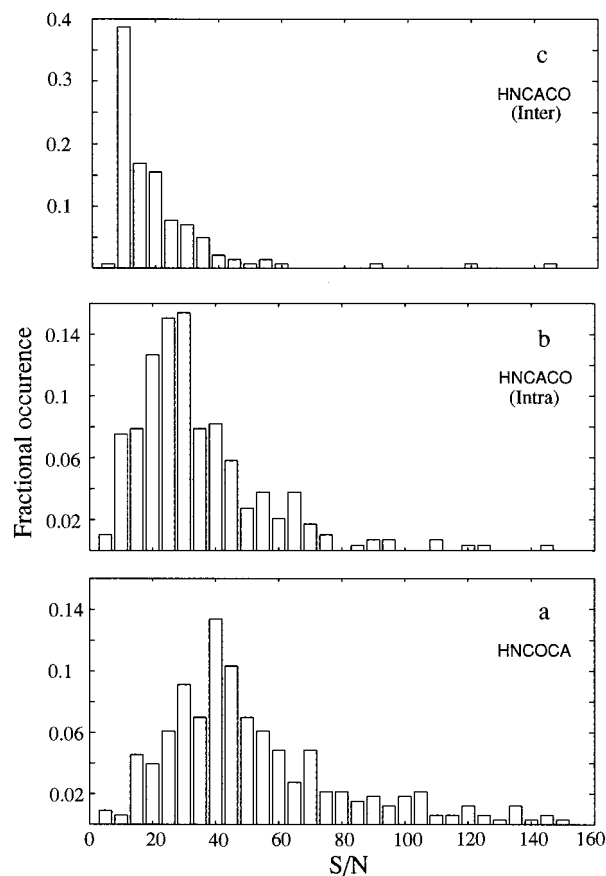 0.4
0.3
0.2
0.1
c
HNCACO
(Inter)
0.14
0.1
0.06
0.02
b
HNCACO
(Intra)
0.14
0.1
0.06
0.02
a
HNCOCA
Fractional occurence
0 20 40 60 80 100 120 140 160
S/N